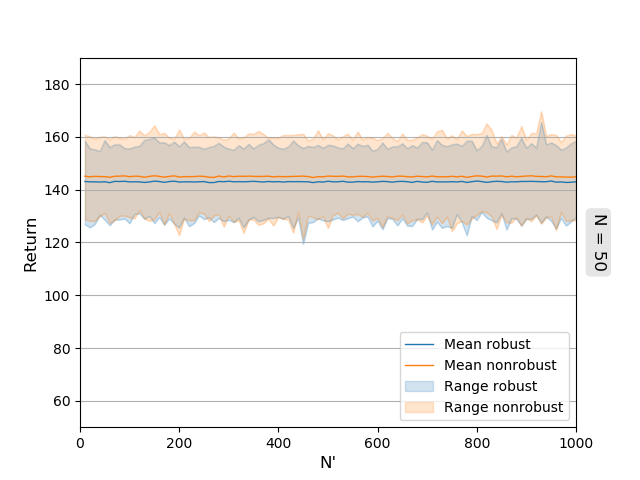 180
160
140
120
100
80
60
Return
0
200
400
600
800
1000
N'
N = 50
Mean robust
Mean nonrobust
Range robust
Range nonrobust